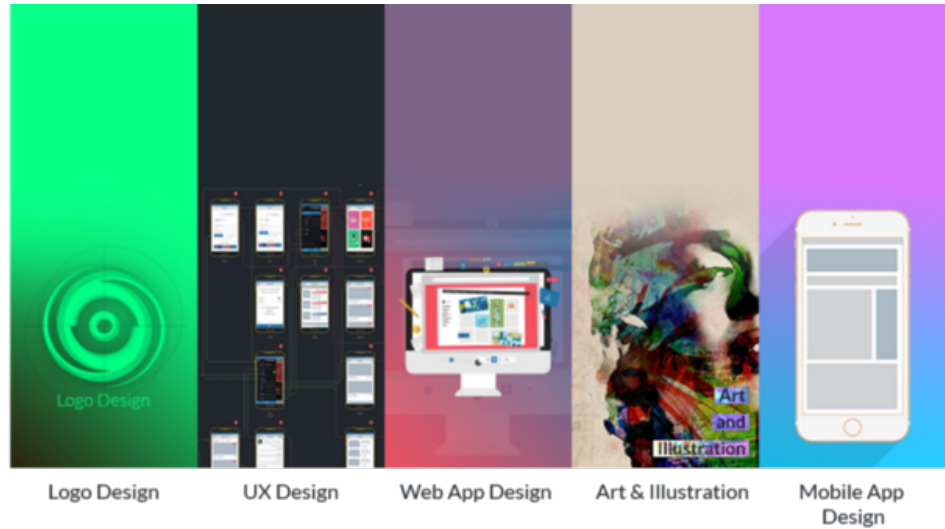 Logo Design
Art
and
Illustration
Logo Design
UX Design
Web App Design
Art & Illustration
Mobile App
Design